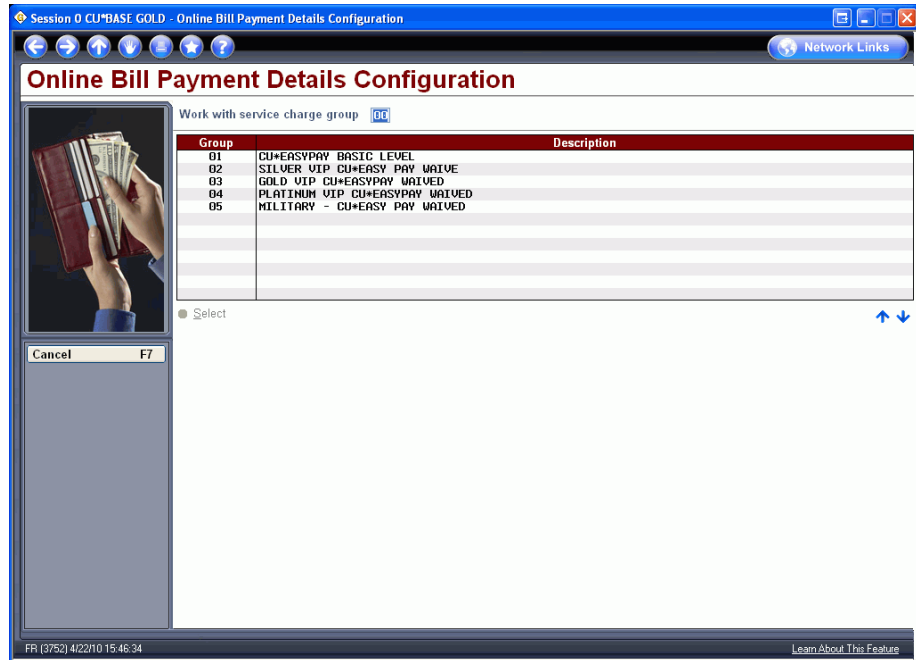 Session 0 CU*BASE GOLD - Online Bill Payment Details Configuration
Network Links
Online Bill Payment Details Configuration
Work with service charge group 00
Group Description
01 CU*EASYPAY BASIC LEVEL
02 SILVER VIP CU*EASY PAY WAIVE
03 GOLD VIP CU*EASYPAY WAIVED
04 PLATINUM VIP CU*EASYPAY WAIVED
05 MILITARY - CU*EASY PAY WAIVED
Select
Cancel F7
FR (3752) 4/22/10 15:46:34
Learn About This Feature